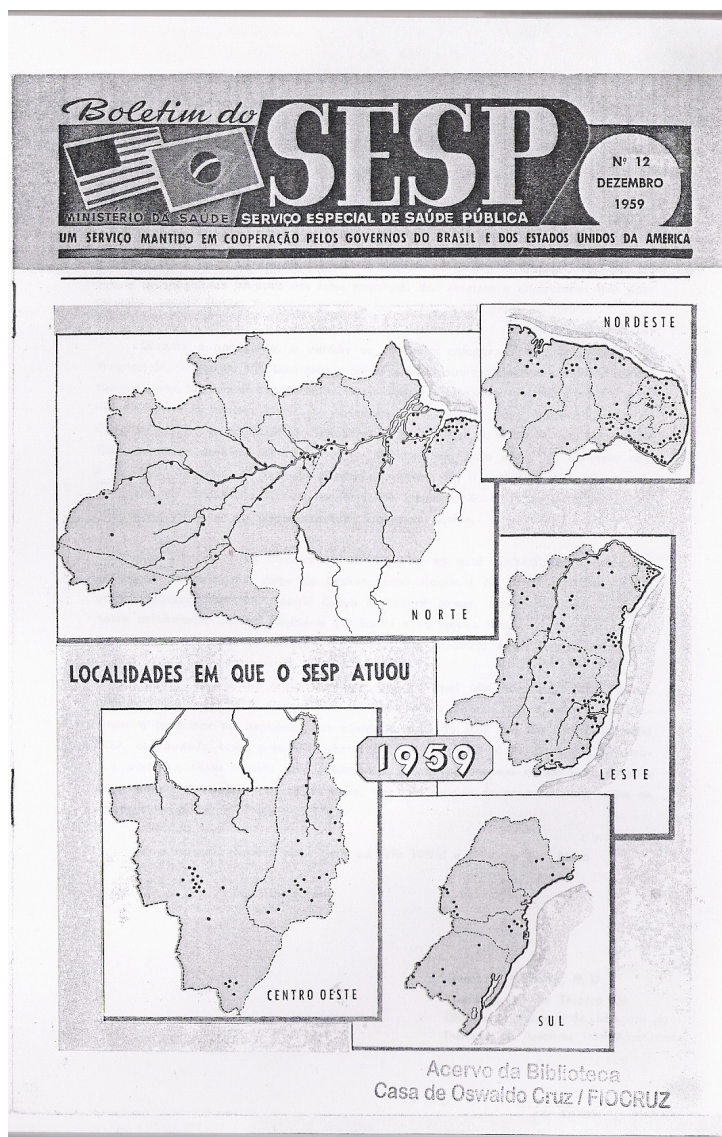 Boletim do
SESP
Nº 12
DEZEMBRO
1959
MINISTÉRIO DA SAÚDE
SERVIÇO ESPECIAL DE SAÚDE PÚBLICA
UM SERVIÇO MANTIDO EM COOPERAÇÃO PELOS GOVERNOS DO BRASIL E DOS ESTADOS UNIDOS DA AMERICA
NORDESTE
NORTE
LOCALIDADES EM QUE O SESP ATUOU
1959
LESTE
CENTRO OESTE
SUL
Acervo da Biblioteca
Casa de Oswaldo Cruz / FIOCRUZ